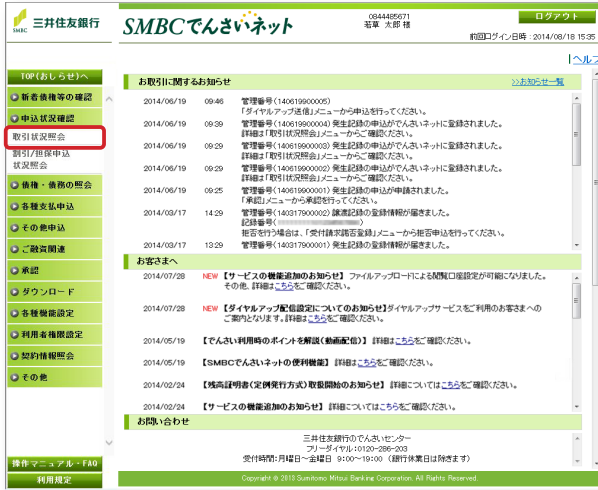 SMBC 三井住友銀行
SMBCでんさいネット
0844485671
若草 太郎 様
ログアウト
前回ログイン日時:2014/08/18 15:35
ヘルプ
TOP(おしらせ)へ
新着債権等の確認
申込状況確認
取引状況照会
割引/担保申込
状況照会
債権・債務の照会
各種支払申込
その他申込
ご融資関連
承認
ダウンロード
各種機能設定
利用者権限設定
契約情報照会
その他
操作マニュアル・FAQ
利用規定
お取引に関するお知らせ
>>お知らせ一覧
2014/06/19 09:46 管理番号(140619900005)
「ダイヤルアップ送信」メニューから申込を行ってください。
2014/06/19 09:39 管理番号(140619900004) 発生記録の申込がでんさいネットに登録されました。
詳細は「取引状況照会」メニューからご確認ください。
2014/06/19 09:29 管理番号(140619900003) 発生記録の申込がでんさいネットに登録されました。
詳細は「取引状況照会」メニューからご確認ください。
2014/06/19 09:29 管理番号(140619900002) 発生記録の申込がでんさいネットに登録されました。
詳細は「取引状況照会」メニューからご確認ください。
2014/06/19 09:25 管理番号(140619900001) 発生記録の申込が申請されました。
「承認」メニューから承認を行ってください。
2014/03/17 14:29 管理番号(140317900002) 譲渡記録の登録情報が届きました。
記録番号( )
拒否を行う場合は、「受付請求諾否登録」メニューから拒否申込を行ってください。
2014/03/17 13:29 管理番号(140317900001) 発生記録の登録情報が届きました。
お客さまへ
2014/07/28 NEW 【サービスの機能追加のお知らせ】 ファイルアップロードによる閲覧口座設定が可能になりました。
その他、詳細はこちらをご確認ください。
2014/07/28 NEW 【ダイヤルアップ配信設定についてのお知らせ】ダイヤルアップサービスをご利用のお客さまへの
ご案内となります。詳細はこちらをご確認ください。
2014/05/19 【でんさい利用時のポイントを解説(動画配信)】 詳細はこちらをご確認ください。
2014/05/19 【SMBCでんさいネットの便利機能】 詳細はこちらをご確認ください。
2014/02/24 【残高証明書(定例発行方式)取扱開始のお知らせ】 詳細についてはこちらをご確認ください。
2014/02/24 【サービスの機能追加のお知らせ】 詳細についてはこちらをご確認ください。
お問い合わせ
三井住友銀行のでんさいセンター
フリーダイヤル:0120-286-203
受付時間:月曜日～金曜日 9:00～19:00 (銀行休業日は除きます)
Copyright © 2013 Sumitomo Mitsui Banking Corporation. All Rights Reserved.